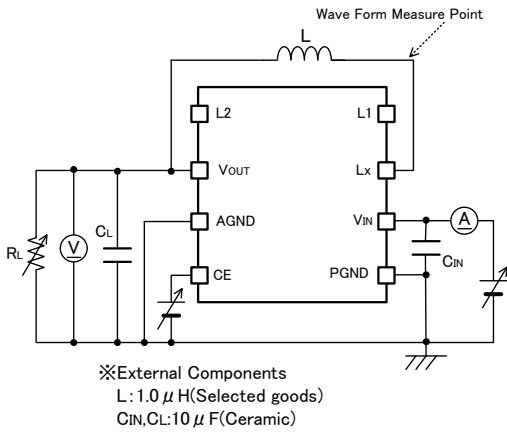 Wave Form Measure Point
L
L2
L1
VOUT
Lx
AGND
VIN
CE
PGND
RL
V
CL
CIN
A
※External Components
L:1.0μH(Selected goods)
CIN,CL:10μF(Ceramic)